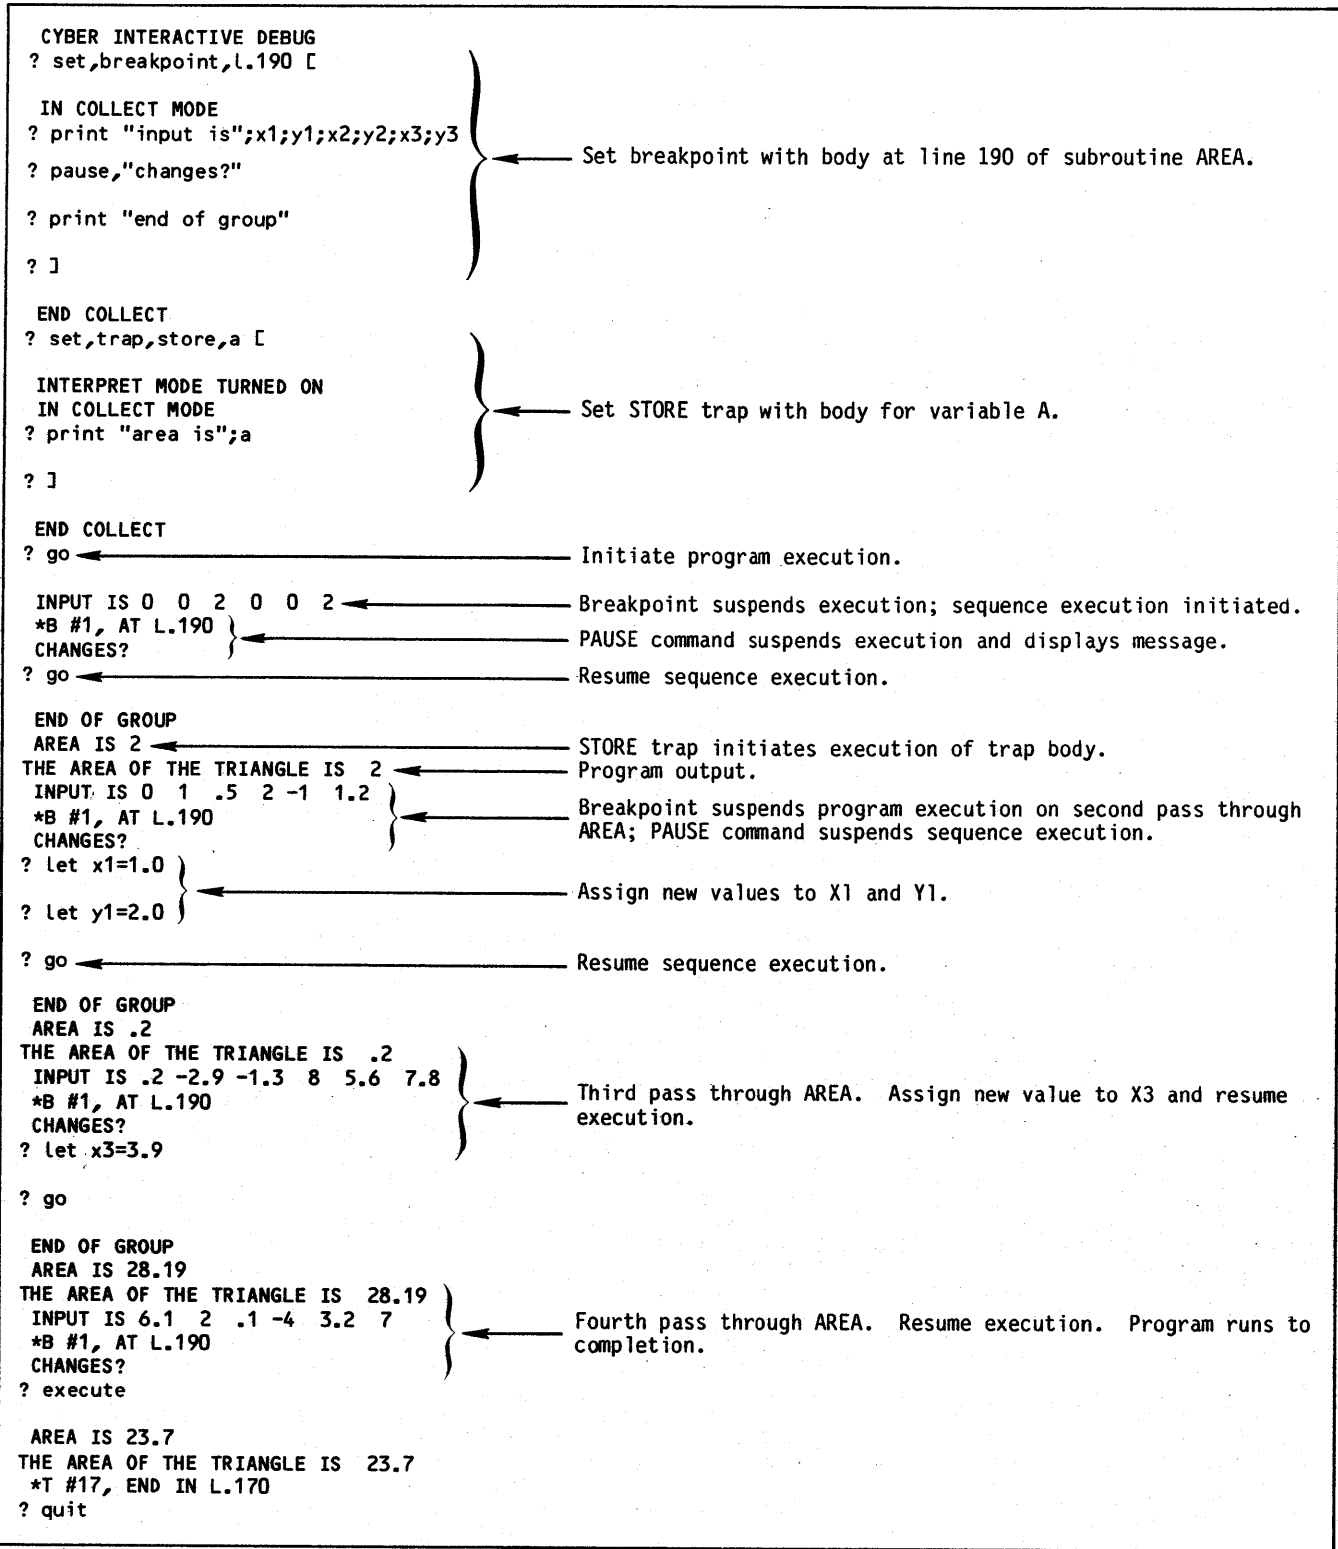 CYBER INTERACTIVE DEBUG
? set,breakpoint,l.190 [
IN COLLECT MODE
? print "input is";x1;y1;x2;y2;x3;y3
? pause,"changes?"
Set breakpoint with body at line 190 of subroutine AREA.
? print "end of group"
? ]
END COLLECT
? set,trap,store,a [
INTERPRET MODE TURNED ON
IN COLLECT MODE
Set STORE trap with body for variable A.
? print "area is";a
? ]
END COLLECT
? go Initiate program execution.
INPUT IS 0 0 2 0 0 2 Breakpoint suspends execution; sequence execution initiated.
*B #1, AT L.190
CHANGES? PAUSE command suspends execution and displays message.
? go Resume sequence execution.
END OF GROUP
AREA IS 2 STORE trap initiates execution of trap body.
THE AREA OF THE TRIANGLE IS 2 Program output.
INPUT IS 0 1 .5 2 -1 1.2
*B #1, AT L.190 Breakpoint suspends program execution on second pass through
CHANGES? AREA; PAUSE command suspends sequence execution.
? let x1=1.0
Assign new values to X1 and Y1.
? let y1=2.0
? go Resume sequence execution.
END OF GROUP
AREA IS .2
THE AREA OF THE TRIANGLE IS .2
INPUT IS .2 -2.9 -1.3 8 5.6 7.8
*B #1, AT L.190 Third pass through AREA. Assign new value to X3 and resume
CHANGES? execution.
? let x3=3.9
? go
END OF GROUP
AREA IS 28.19
THE AREA OF THE TRIANGLE IS 28.19
INPUT IS 6.1 2 .1 -4 3.2 7 Fourth pass through AREA. Resume execution. Program runs to
*B #1, AT L.190 completion.
CHANGES?
? execute
AREA IS 23.7
THE AREA OF THE TRIANGLE IS 23.7
*T #17, END IN L.170
? quit